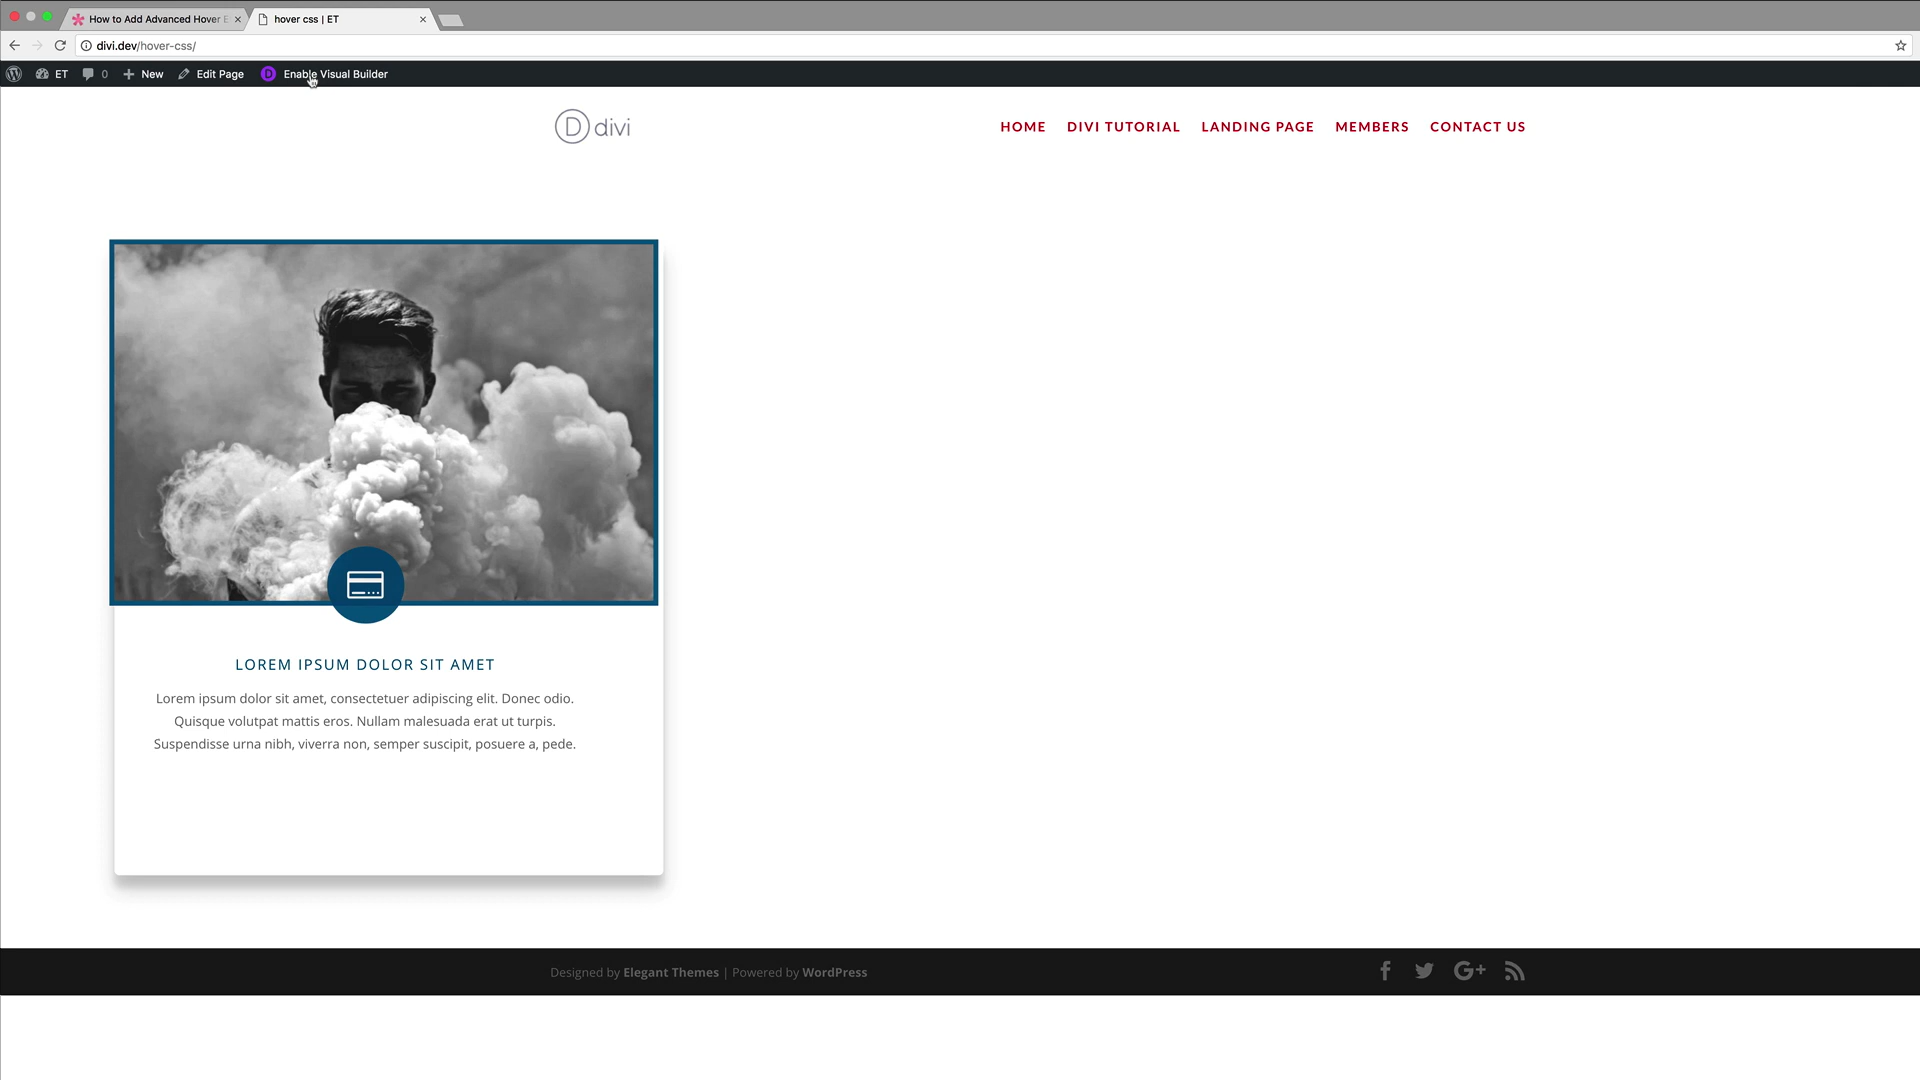 How to Add Advanced Hover E
hover css | ET
divi.dev/hover-css/
ET 0 New Edit Page D Enable Visual Builder
D divi
HOME DIVI TUTORIAL LANDING PAGE MEMBERS CONTACT US
LOREM IPSUM DOLOR SIT AMET
Lorem ipsum dolor sit amet, consectetuer adipiscing elit. Donec odio.
Quisque volutpat mattis eros. Nullam malesuada erat ut turpis.
Suspendisse urna nibh, viverra non, semper suscipit, posuere a, pede.
Designed by Elegant Themes | Powered by WordPress
G+